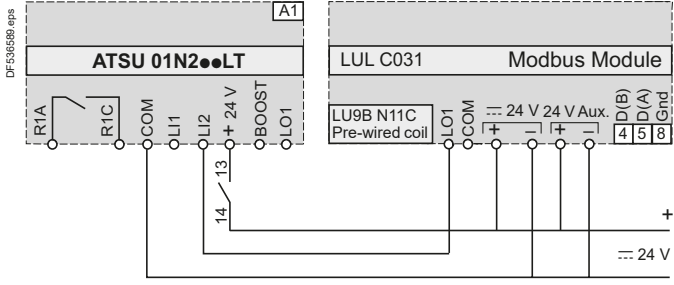 DF536589.eps
A1
ATSU 01N2●●LT
R1A
R1C
COM
LI1
LI2
+ 24 V
BOOST
LO1
13
14
LUL C031 Modbus Module
LU9B N11C
Pre-wired coil
LO1
COM
⎓ 24 V
+ –
24 V Aux.
+ –
D(B)
D(A)
Gnd
4 5 8
+
⎓ 24 V